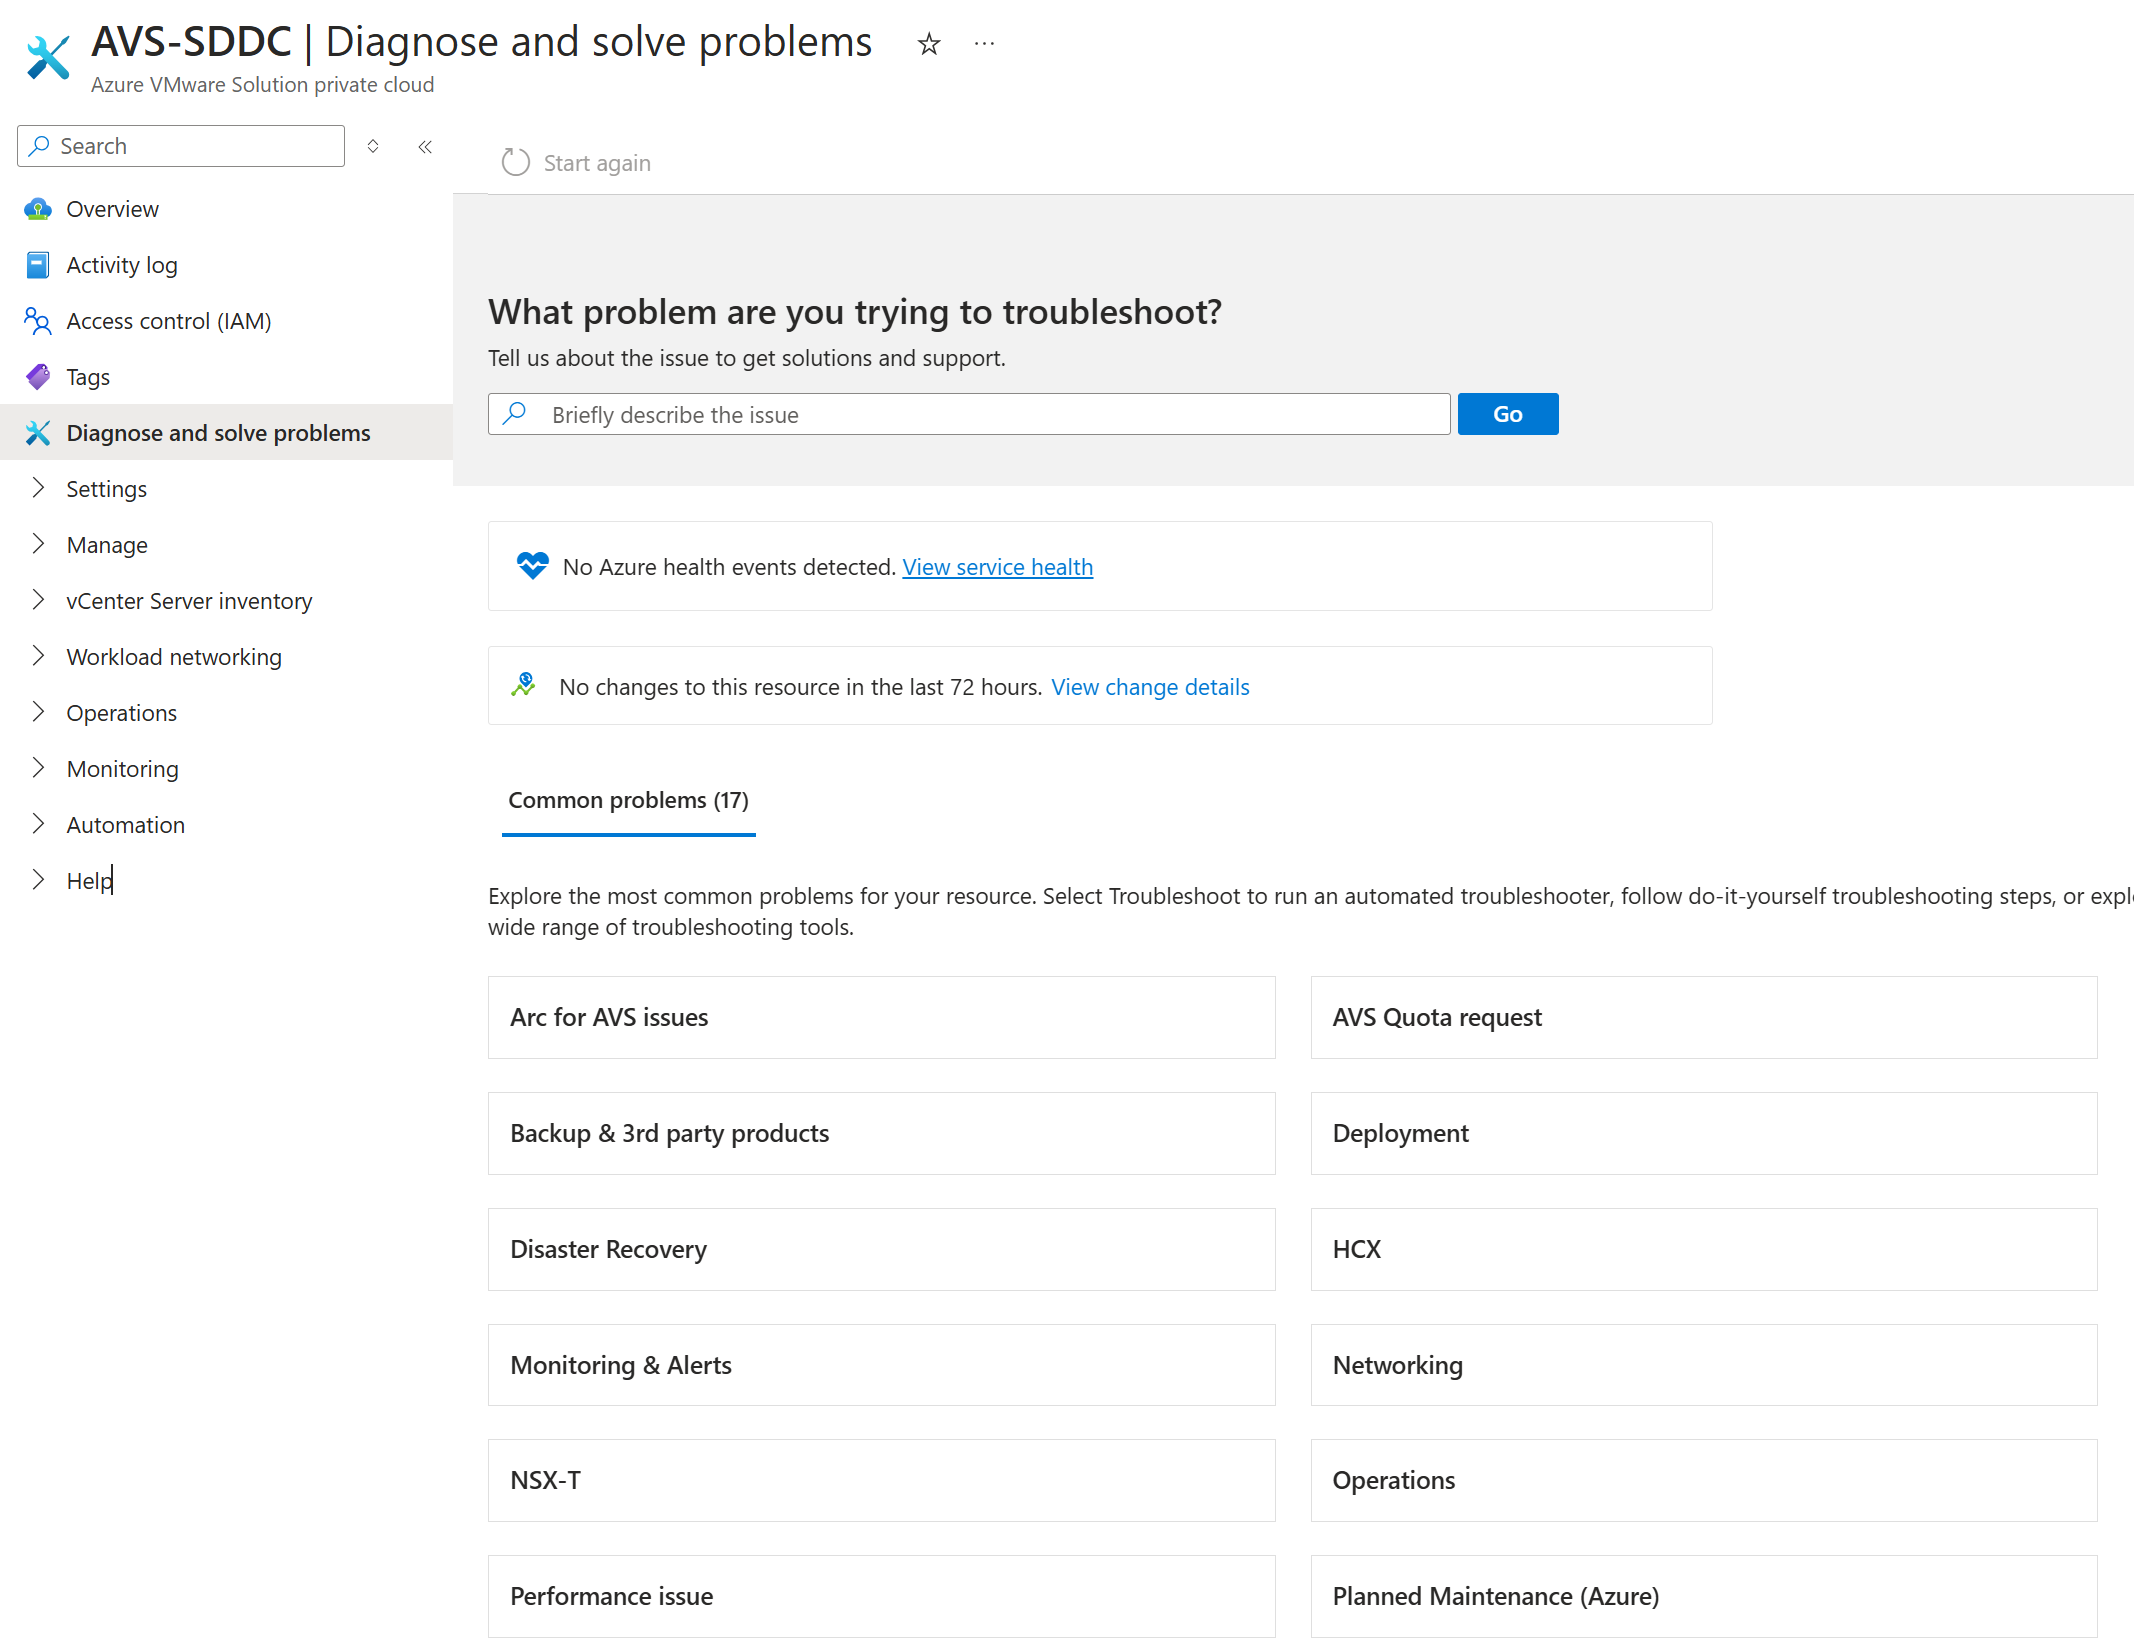 AVS-SDDC | Diagnose and solve problems
Azure VMware Solution private cloud
Search
Overview
Activity log
Access control (IAM)
Tags
Diagnose and solve problems
Settings
Manage
vCenter Server inventory
Workload networking
Operations
Monitoring
Automation
Help
Start again
What problem are you trying to troubleshoot?
Tell us about the issue to get solutions and support.
Briefly describe the issue
Go
No Azure health events detected. View service health
No changes to this resource in the last 72 hours. View change details
Common problems (17)
Explore the most common problems for your resource. Select Troubleshoot to run an automated troubleshooter, follow do-it-yourself troubleshooting steps, or
wide range of troubleshooting tools.
Arc for AVS issues
AVS Quota request
Backup & 3rd party products
Deployment
Disaster Recovery
HCX
Monitoring & Alerts
Networking
NSX-T
Operations
Performance issue
Planned Maintenance (Azure)